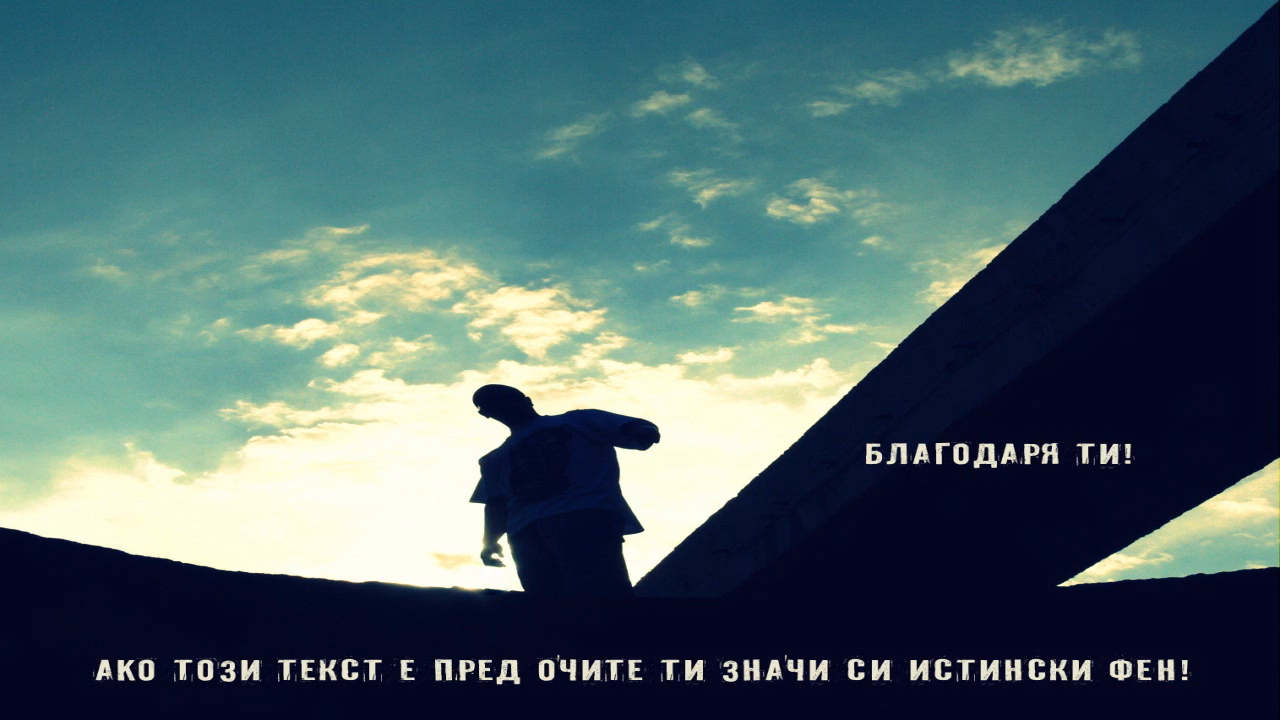 БЛАГОДАРЯ ТИ!
АКО ТОЗИ ТЕКСТ Е ПРЕД ОЧИТЕ ТИ ЗНАЧИ СИ ИСТИНСКИ ФЕН!